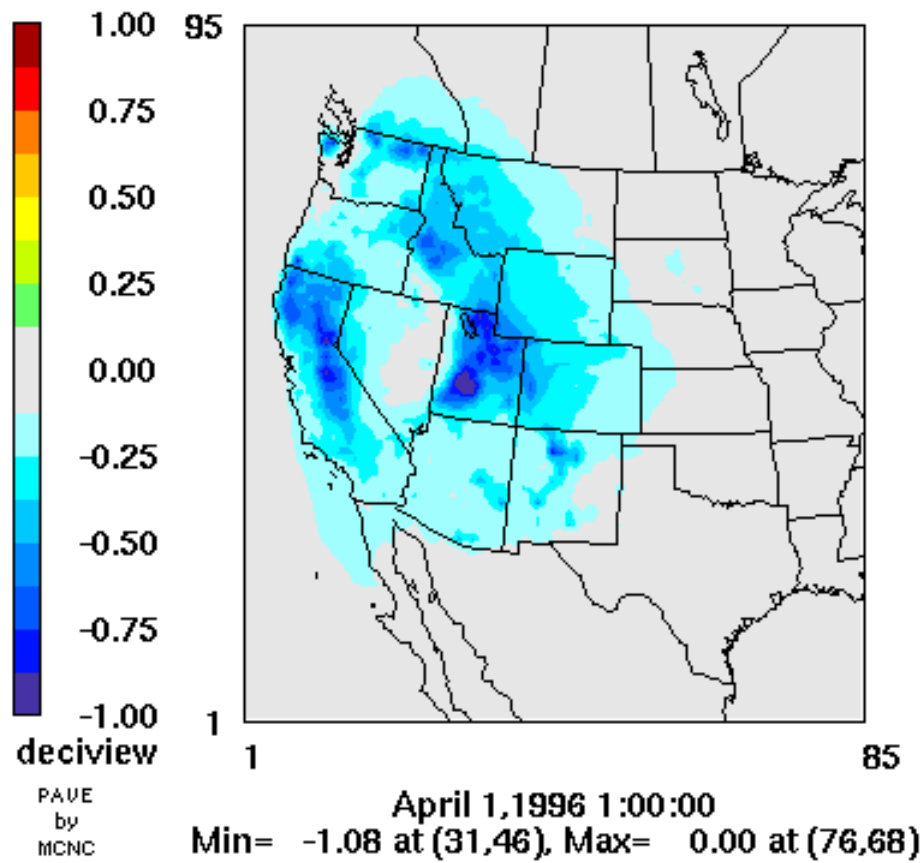 1.00
0.75
0.50
0.25
0.00
-0.25
-0.50
-0.75
-1.00
deciview
PAVE
by
MCNC
95
1
1
85
April 1,1996 1:00:00
Min= -1.08 at (31,46), Max= 0.00 at (76,68)